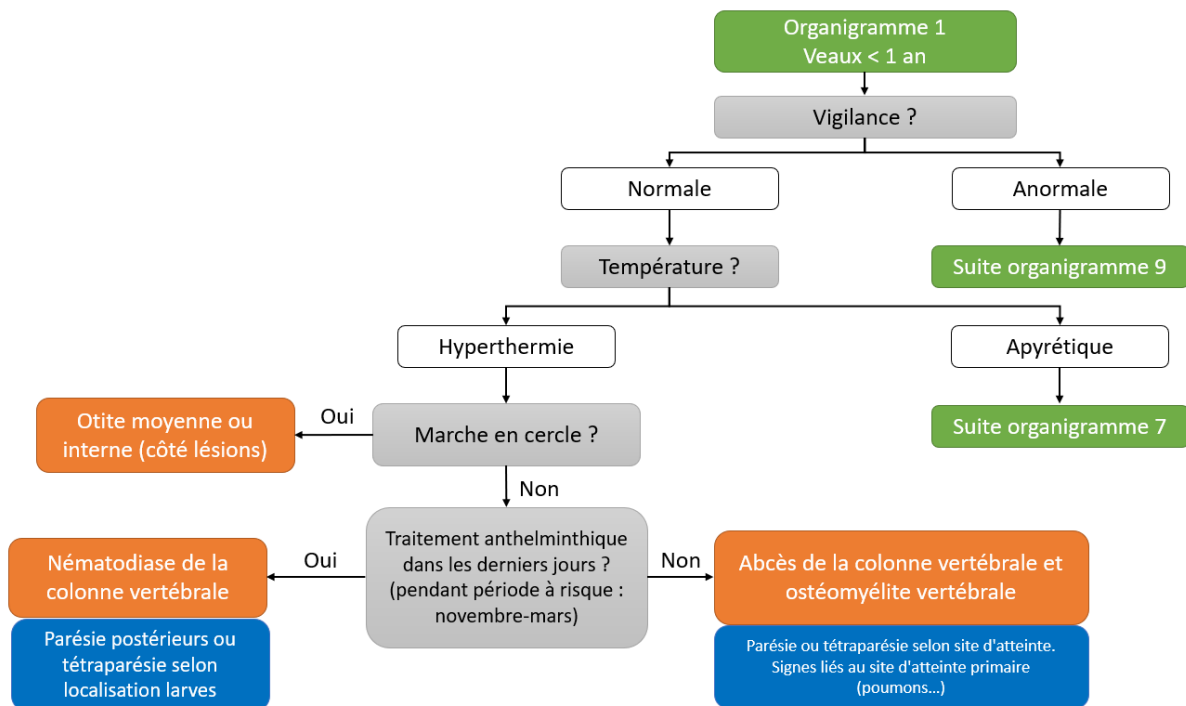 Organigramme 1
Veaux < 1 an
Vigilance ?
Normale
Anormale
Température ?
Suite organigramme 9
Hyperthermie
Apyrétique
Otite moyenne ou
interne (côté lésions)
Oui
Marche en cercle ?
Suite organigramme 7
Non
Traitement anthelminthique
dans les derniers jours ?
(pendant période à risque :
novembre-mars)
Nématodiase de la
colonne vertébrale
Oui
Non
Abcès de la colonne vertébrale et
ostéomyélite vertébrale
Parésie postérieurs ou
tétraparésie selon
localisation larves
Parésie ou tétraparésie selon site d'atteinte.
Signes liés au site d'atteinte primaire
(poumons...)